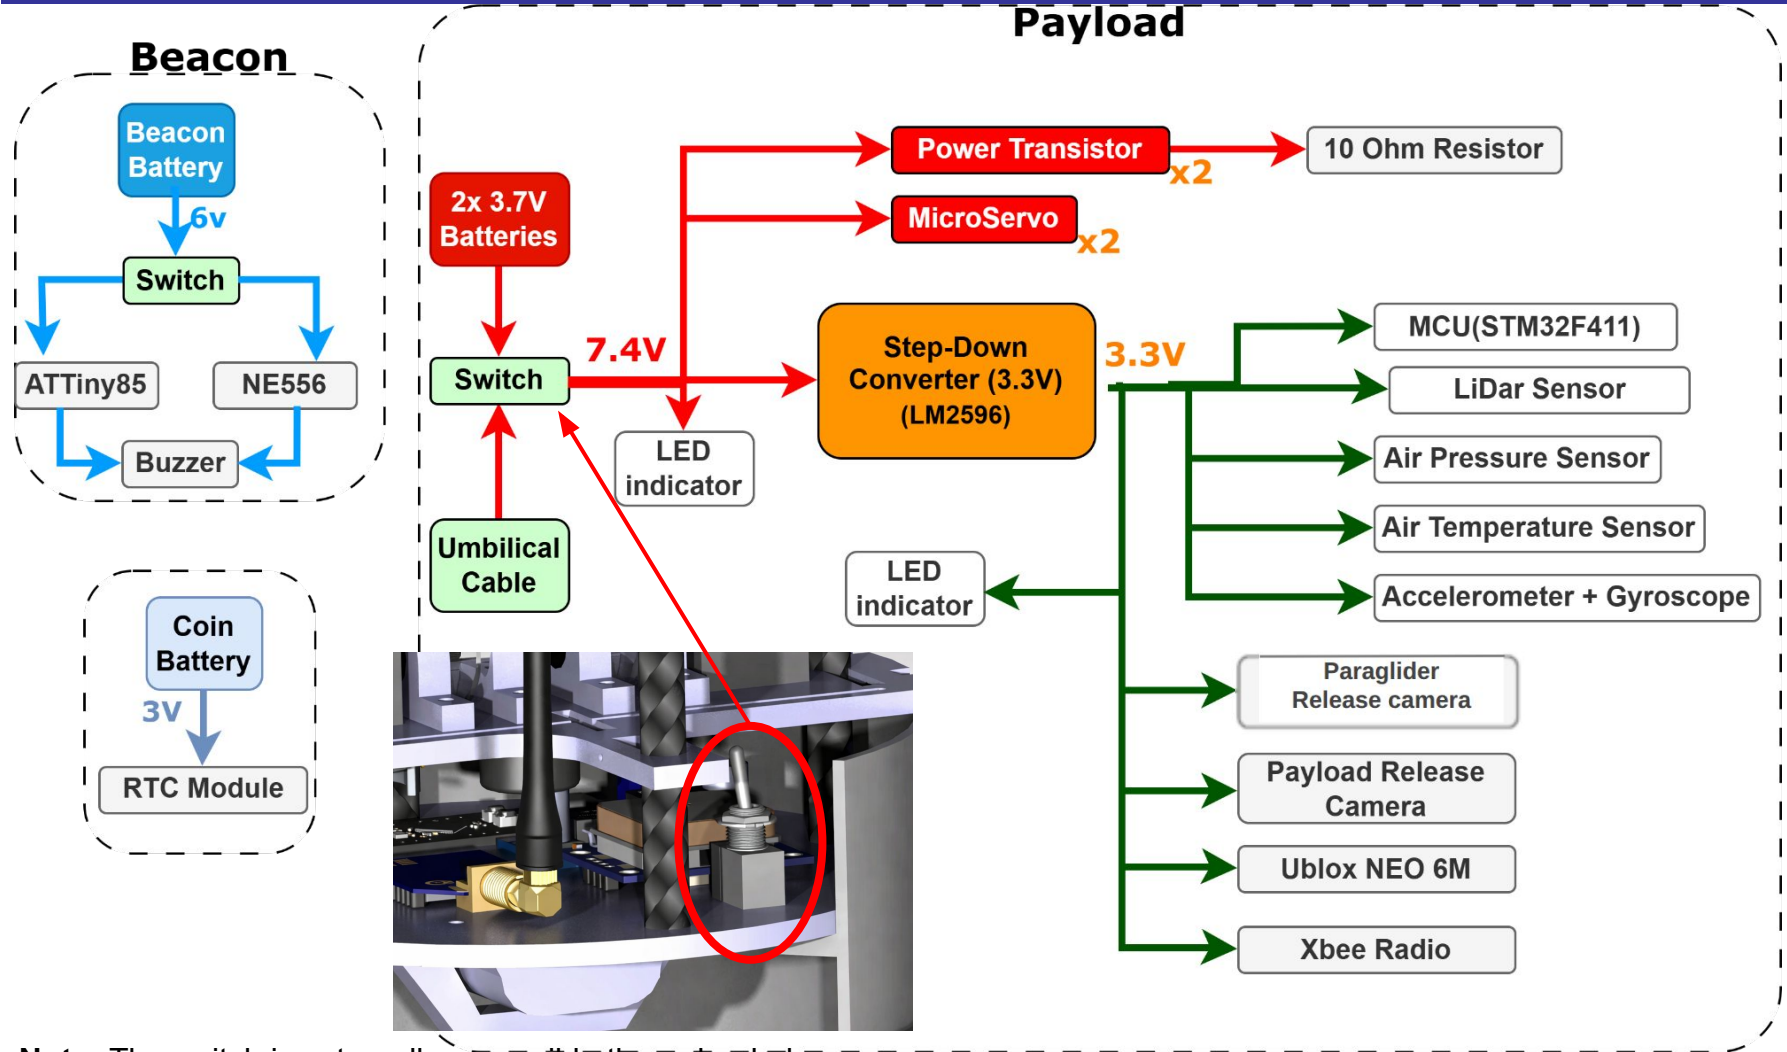 Payload
Beacon
Beacon
Battery
6v
Switch
ATTiny85
NE556
Buzzer
Coin
Battery
3V
RTC Module
2x 3.7V
Batteries
Switch
7.4V
Umbilical
Cable
LED
indicator
Power Transistor
x2
10 Ohm Resistor
MicroServo
x2
Step-Down
Converter (3.3V)
(LM2596)
3.3V
MCU(STM32F411)
LiDar Sensor
Air Pressure Sensor
Air Temperature Sensor
Accelerometer + Gyroscope
LED
indicator
Paraglider
Release camera
Payload Release
Camera
Ublox NEO 6M
Xbee Radio